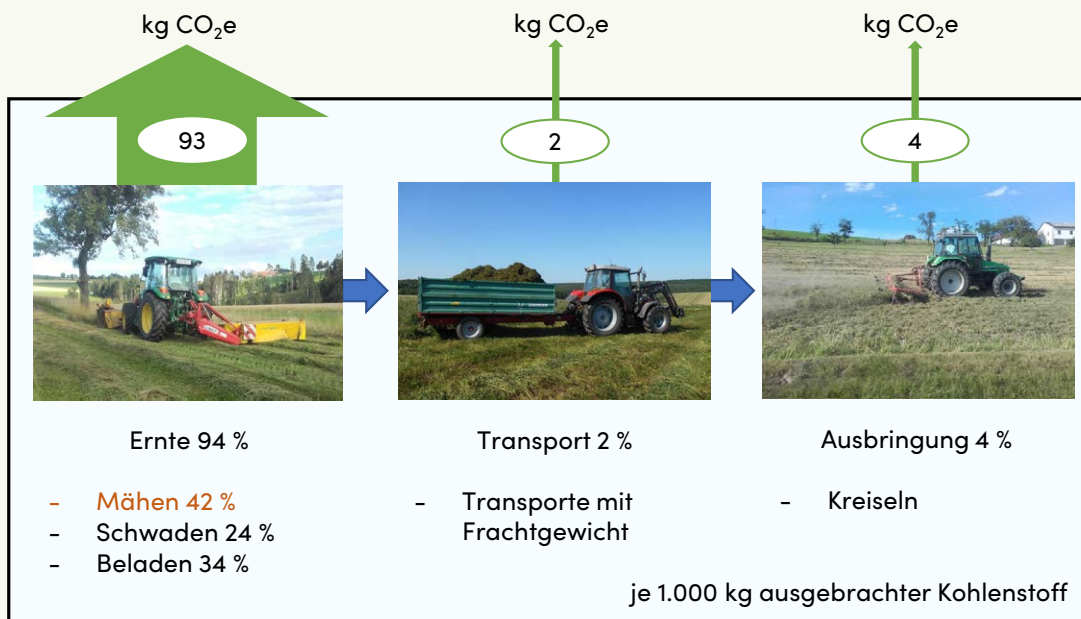 kg CO₂e
kg CO₂e
kg CO₂e
93
2
4
Ernte 94 %
- Mähen 42 %
- Schwaden 24 %
- Beladen 34 %
Transport 2 %
- Transporte mit
Frachtgewicht
Ausbringung 4 %
- Kreiseln
je 1.000 kg ausgebrachter Kohlenstoff